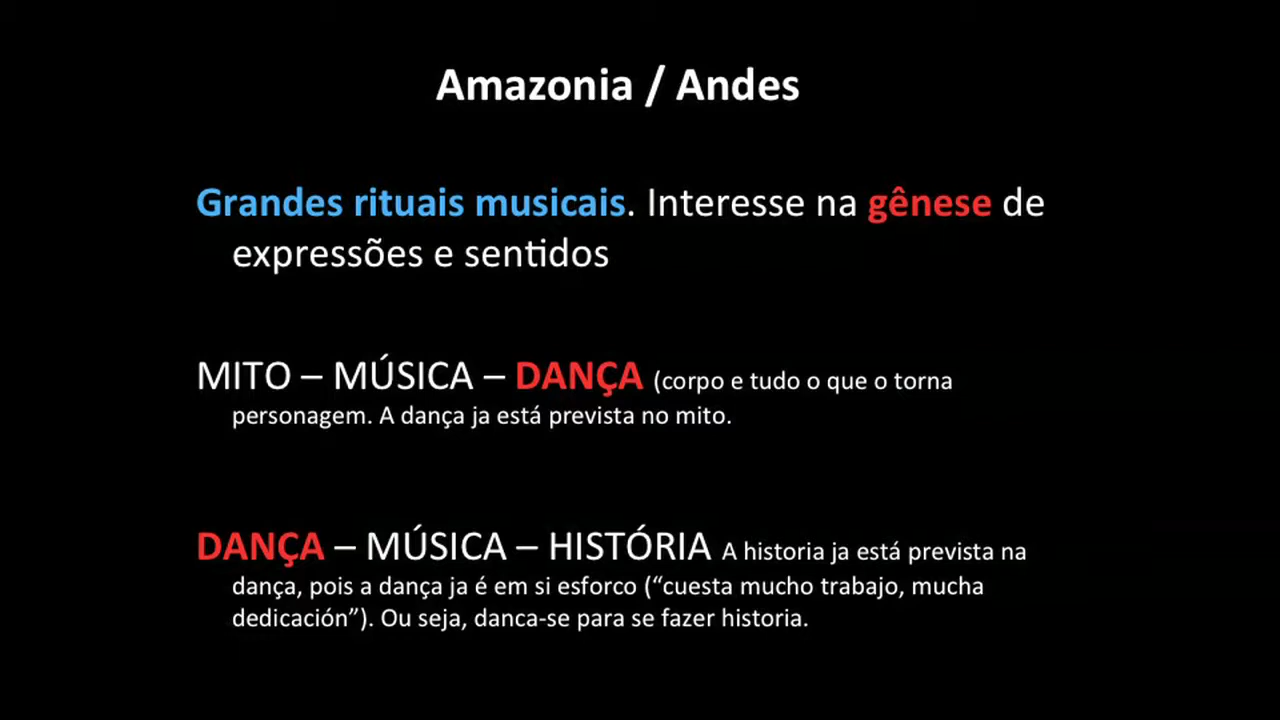 Amazonia / Andes
Grandes rituais musicais. Interesse na gênese de
expressões e sentidos
MITO – MÚSICA – DANÇA (corpo e tudo o que o torna
personagem. A dança ja está prevista no mito.
DANÇA – MÚSICA – HISTÓRIA A historia ja está prevista na
dança, pois a dança ja é em si esforco (“cuesta mucho trabajo, mucha
dedicación”). Ou seja, danca-se para se fazer historia.